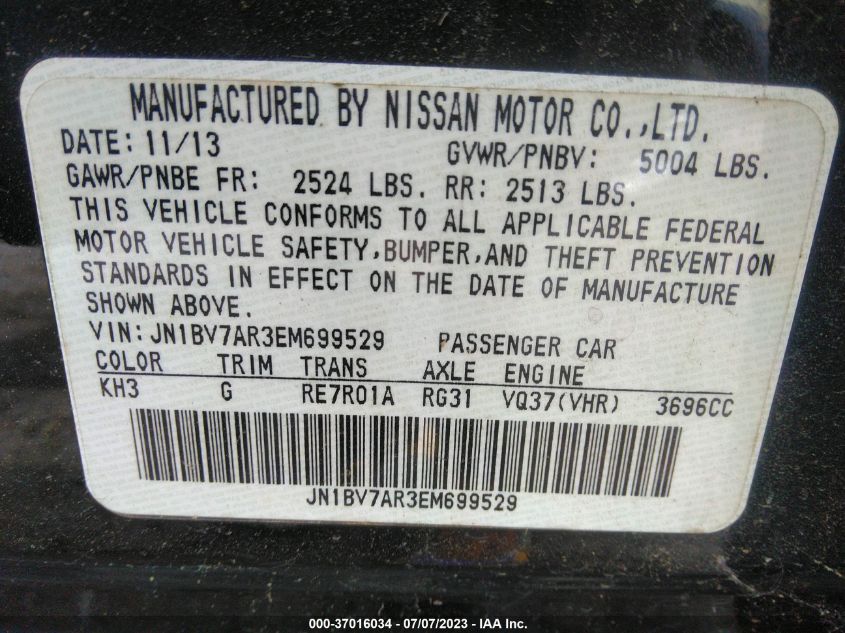 MANUFACTURED BY NISSAN MOTOR CO.,LTD.
DATE: 11/13 GVWR/PNBV: 5004 LBS.
GAWR/PNBE FR: 2524 LBS. RR: 2513 LBS.
THIS VEHICLE CONFORMS TO ALL APPLICABLE FEDERAL
MOTOR VEHICLE SAFETY,BUMPER,AND THEFT PREVENTION
STANDARDS IN EFFECT ON THE DATE OF MANUFACTURE
SHOWN ABOVE.
VIN:JN1BV7AR3EM699529 PASSENGER CAR
COLOR TRIM TRANS AXLE ENGINE
KH3 G RE7R01A RG31 VQ37(VHR) 3696CC
JN1BV7AR3EM699529
000-37016034 - 07/07/2023 - IAA Inc.